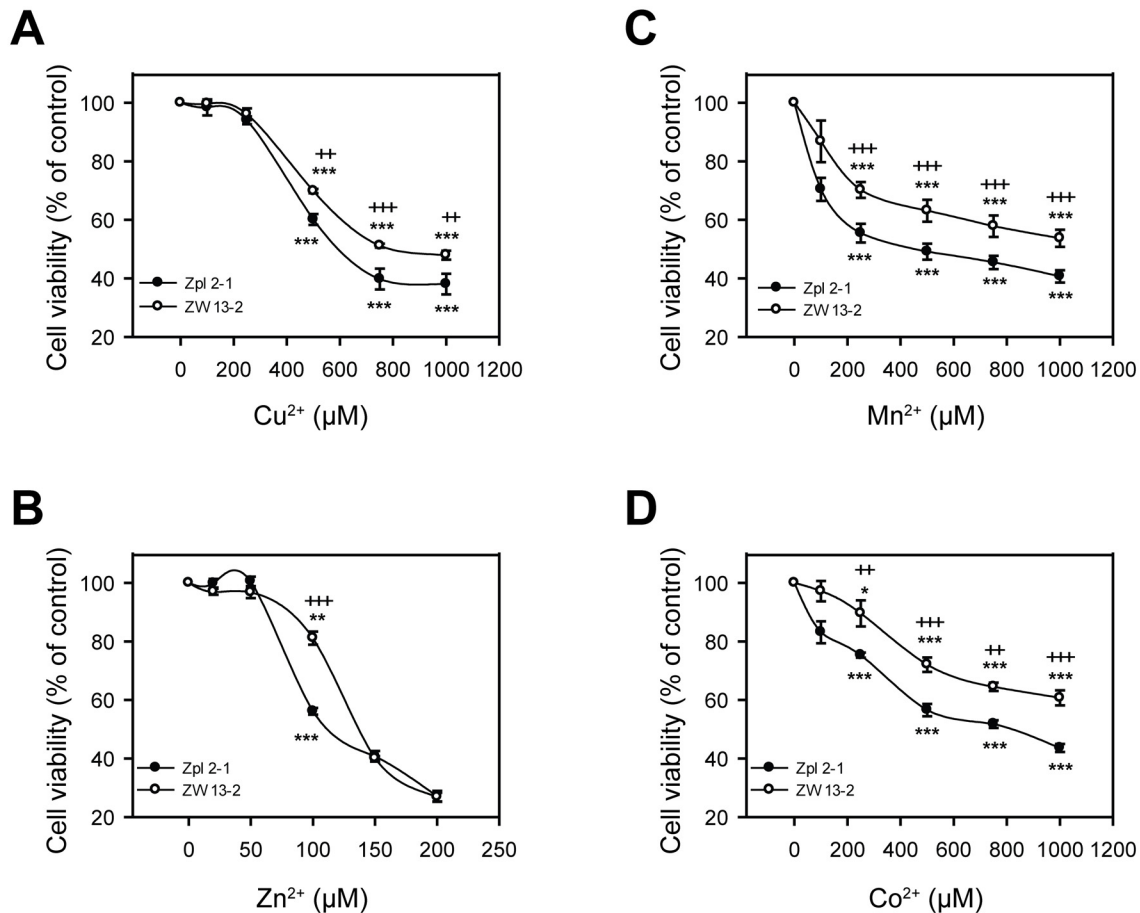 A
Cell viability (% of control)
100
80
60
40
20
++
***
+++
***
++
***
***
***
***
Zpl 2-1
ZW 13-2
0 200 400 600 800 1000 1200
Cu²⁺ (µM)
C
Cell viability (% of control)
100
80
60
40
20
+++
***
+++
***
+++
***
+++
***
***
***
***
***
Zpl 2-1
ZW 13-2
0 200 400 600 800 1000 1200
Mn²⁺ (µM)
B
Cell viability (% of control)
100
80
60
40
20
+++
**
***
Zpl 2-1
ZW 13-2
0 50 100 150 200 250
Zn²⁺ (µM)
D
Cell viability (% of control)
100
80
60
40
20
++
*
+++
***
++
***
+++
***
***
***
***
***
Zpl 2-1
ZW 13-2
0 200 400 600 800 1000 1200
Co²⁺ (µM)